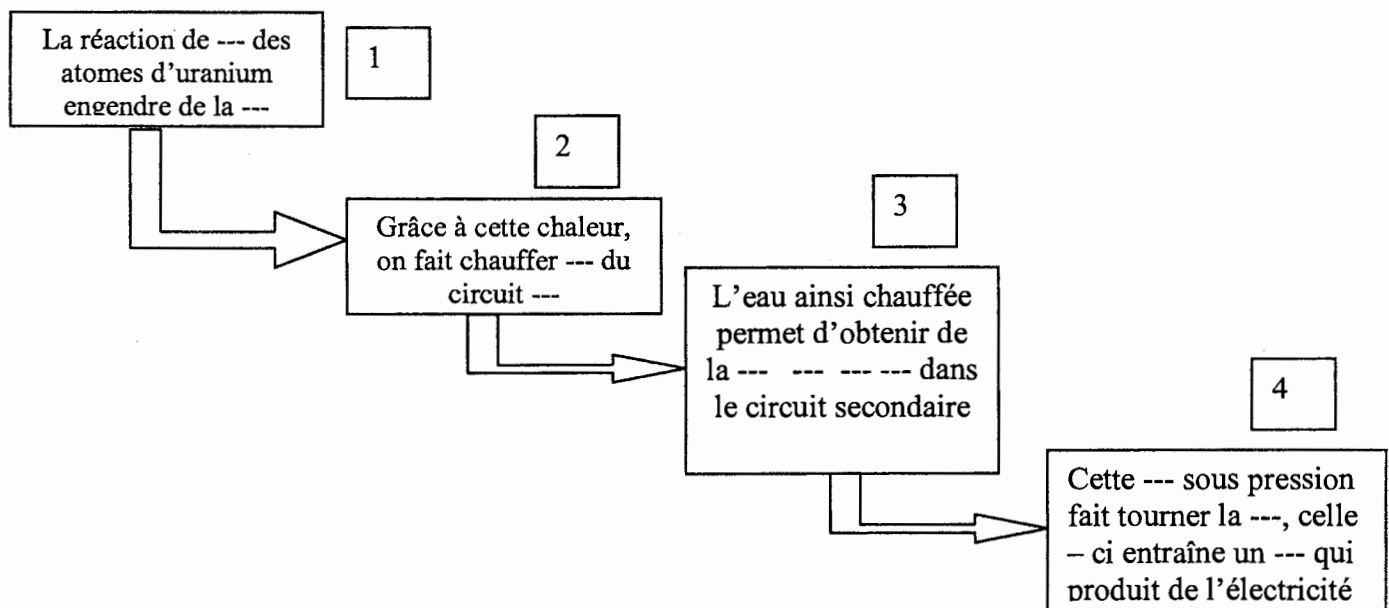 La réaction de --- des
atomes d'uranium
engendre de la ---
1
2
Grâce à cette chaleur,
on fait chauffer --- du
circuit ---
3
L'eau ainsi chauffée
permet d'obtenir de
la --- --- --- --- dans
le circuit secondaire
4
Cette --- sous pression
fait tourner la ---, celle
– ci entraîne un --- qui
produit de l'électricité